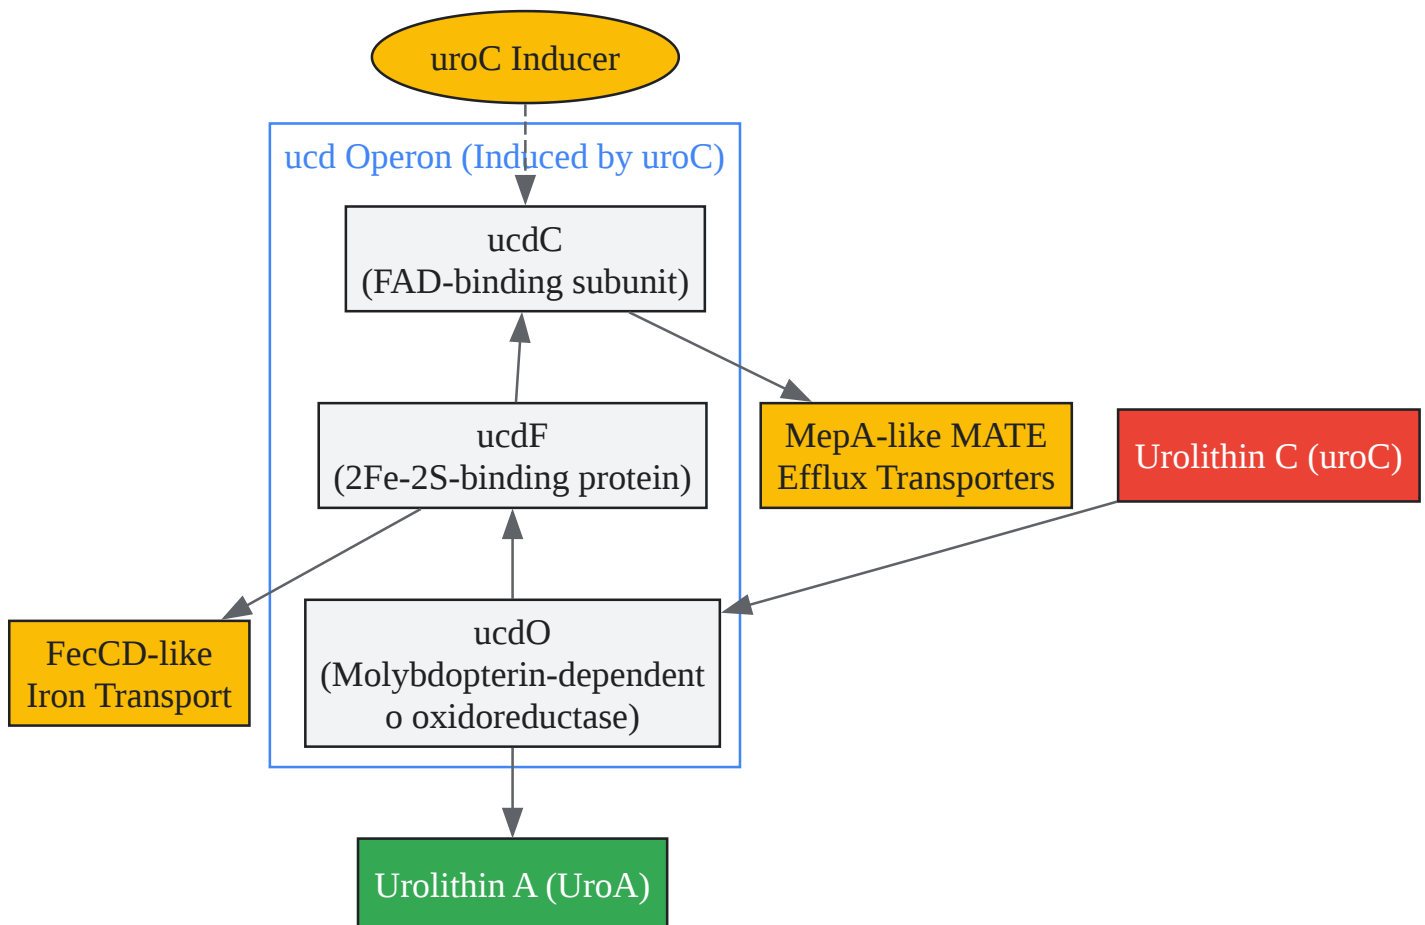 uroC Inducer
ucd Operon (Induced by uroC)
ucdC
(FAD-binding subunit)
ucdF
(2Fe-2S-binding protein)
MepA-like MATE
Efflux Transporters
Urolithin C (uroC)
FecCD-like
Iron Transport
ucdO
(Molybdopterin-dependent
o oxidoreductase)
Urolithin A (UroA)